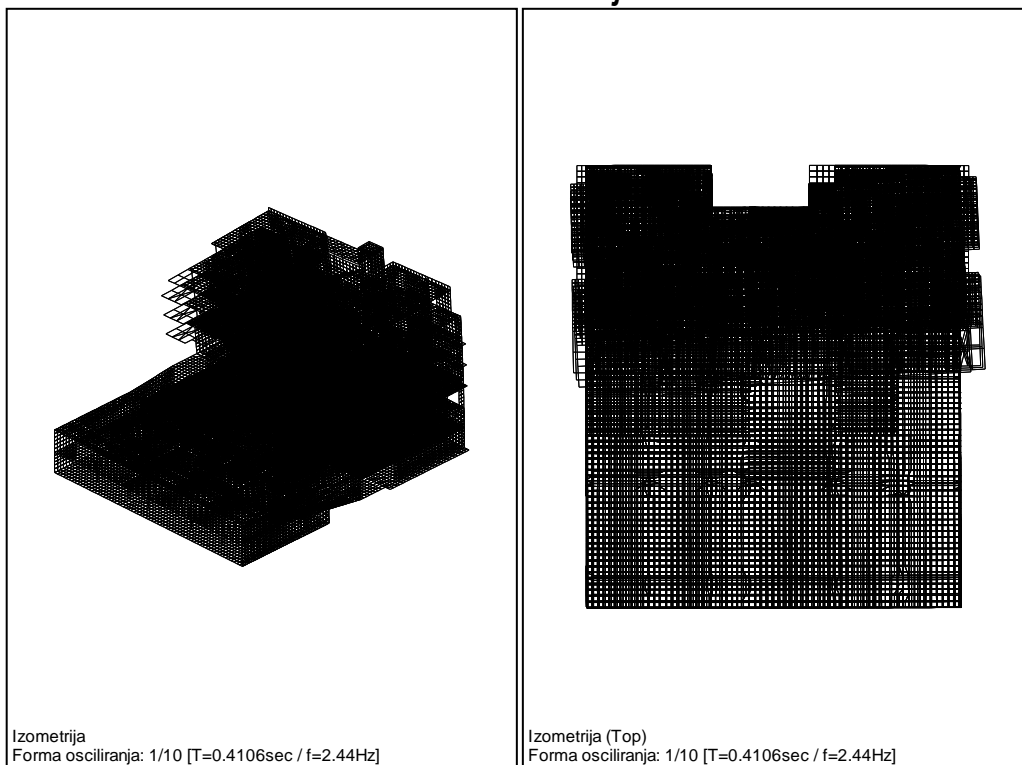 Izometrija
Forma osciliranja: 1/10 [T=0.4106sec / f=2.44Hz]
Izometrija (Top)
Forma osciliranja: 1/10 [T=0.4106sec / f=2.44Hz]